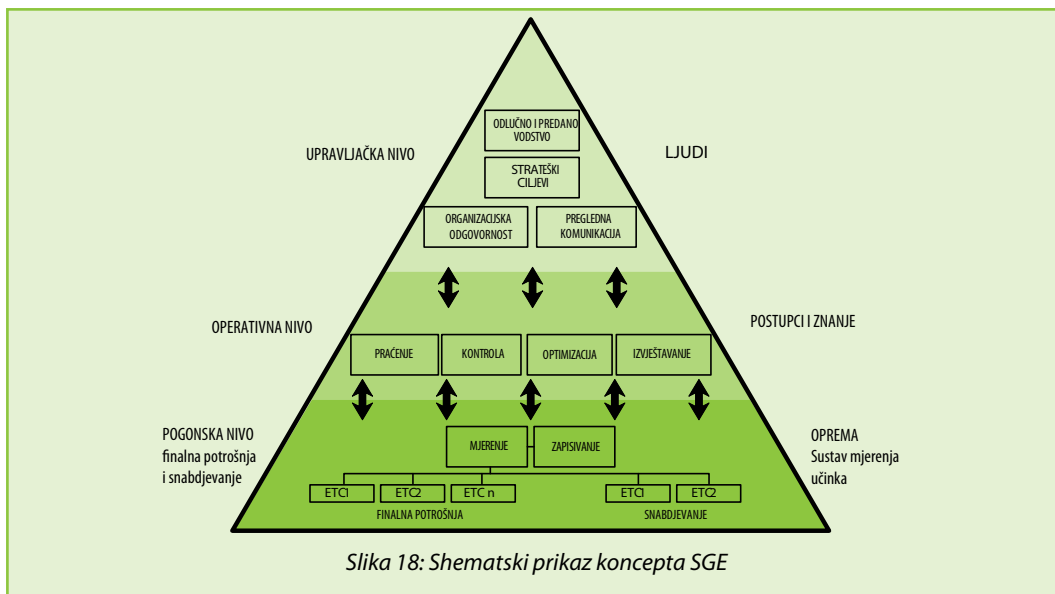 ODLUČNO I PREDANO
VODSTVO
UPRAVLJAČKA NIVO
LJUDI
STRATEŠKI
CILJEVI
ORGANIZACIJSKA
ODGOVORNOST
PREGLEDNA
KOMUNIKACIJA
OPERATIVNA NIVO
POSTUPCI I ZNANJE
PRAĆENJE
KONTROLA
OPTIMIZACIJA
IZVJEŠTAVANJE
POGONSKA NIVO
finalna potrošnja
i snabdjevanje
MJERENJE
ZAPISIVANJE
OPREMA
Sustav mjerenja
učinka
ETC1
ETC2
ETC n
ETC1
ETC2
FINALNA POTROŠNJA
SNABDJEVANJE
Slika 18: Shematski prikaz koncepta SGE